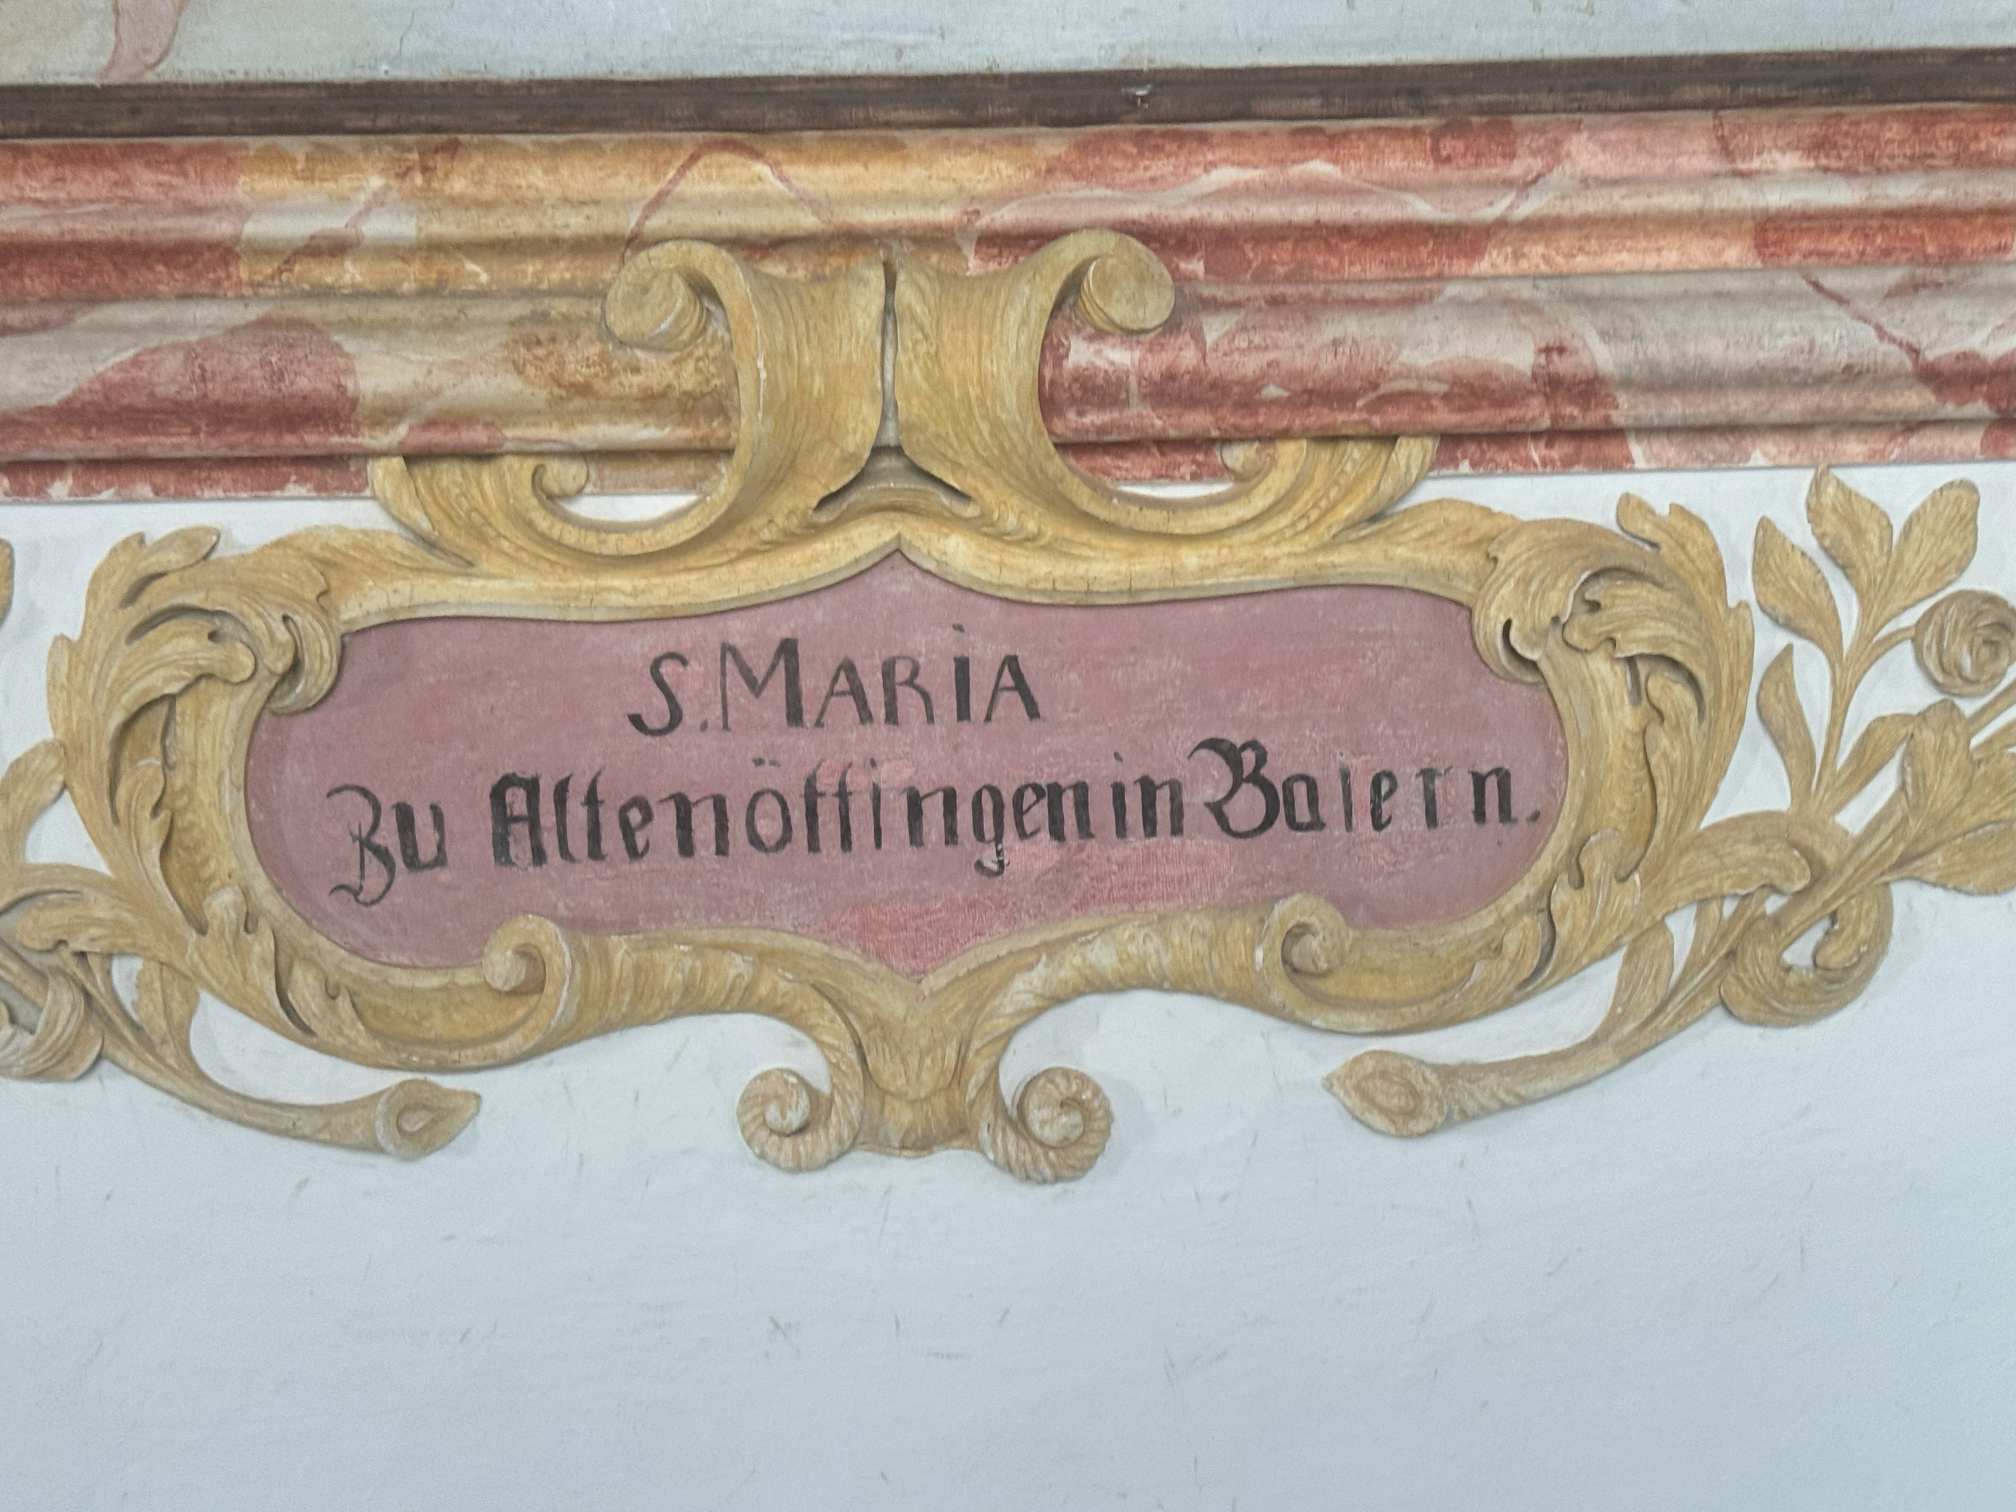 S. MARIA
Zu Altenöttingen in Baiern.